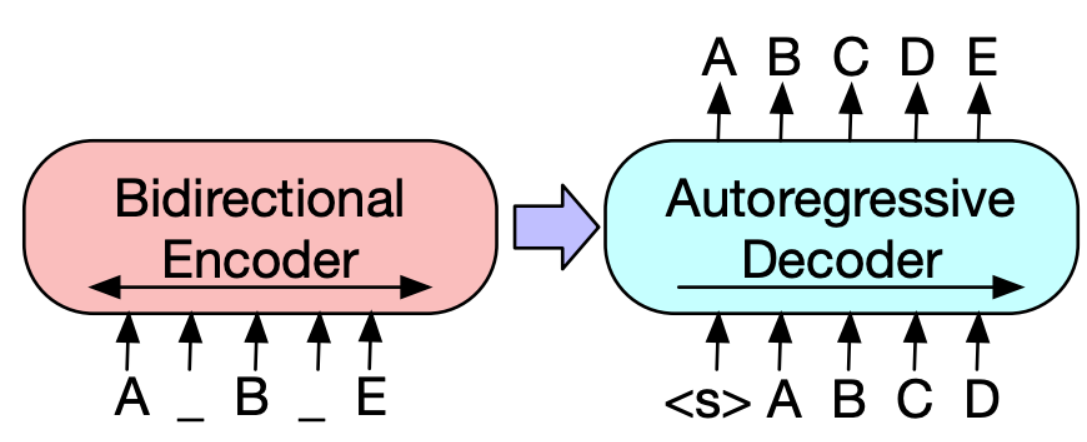 A B C D E
Bidirectional
Encoder
Autoregressive
Decoder
A _ B _ E
<s> A B C D